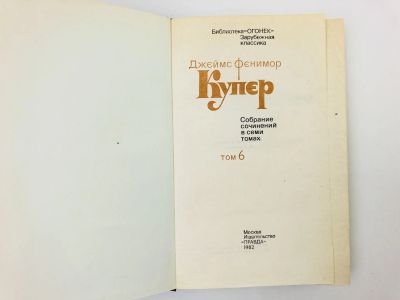 Библиотека «ОГОНЕК»
Зарубежная
классика
Джеймс Фенимор
Купер
Собрание
сочинений
в семи
томах
том 6
Москва
Издательство
«ПРАВДА»
1982